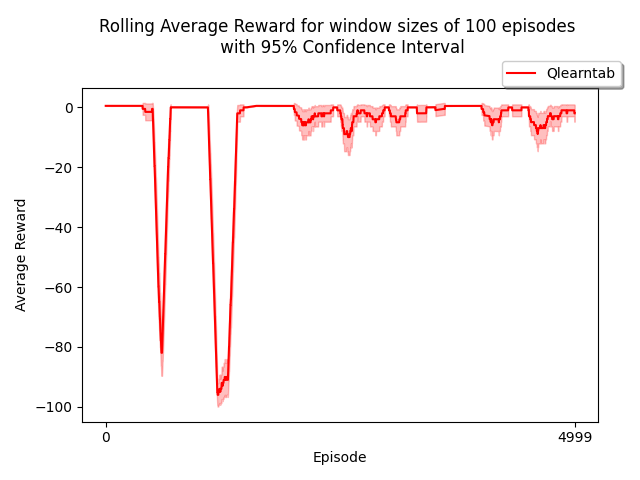 Rolling Average Reward for window sizes of 100 episodes
with 95% Confidence Interval
Qlearntab
0
−20
−40
−60
−80
−100
Average Reward
0
4999
Episode